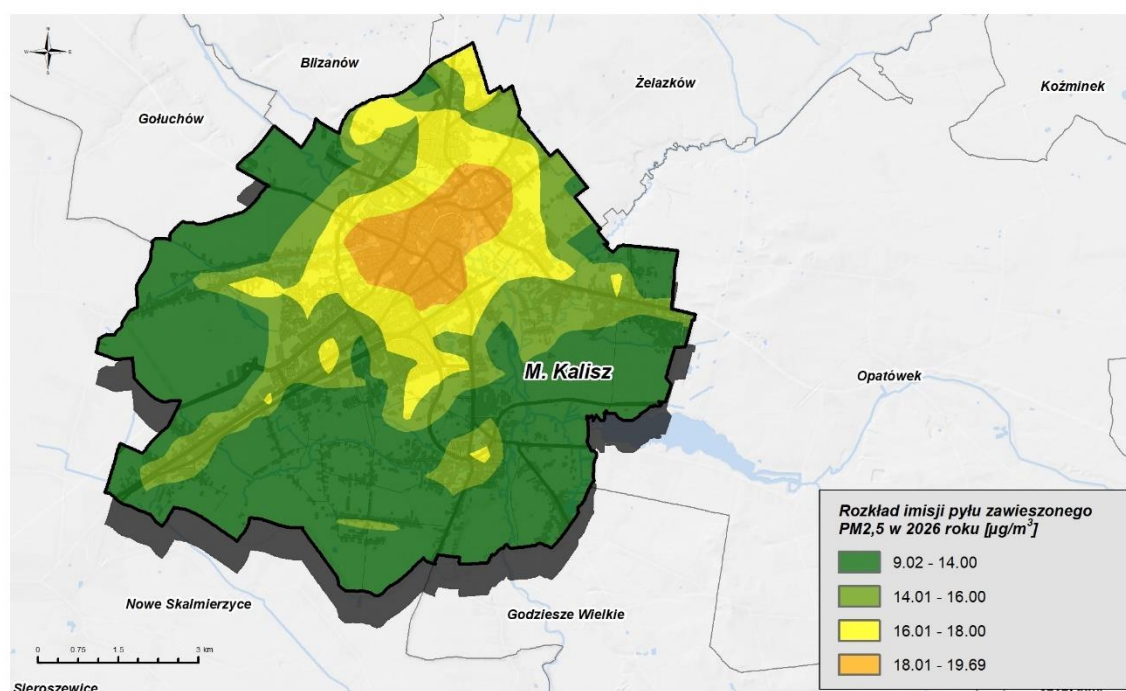 Blizanów
Żelazków
Koźminek
Gołuchów
M. Kalisz
Opatówek
Rozkład imisji pyłu zawieszonego
PM2,5 w 2026 roku [µg/m³]
9.02 - 14.00
14.01 - 16.00
16.01 - 18.00
18.01 - 19.69
Nowe Skalmierzyce
Godziesze Wielkie
0 0.75 1.5 3 km
Sieroszewice